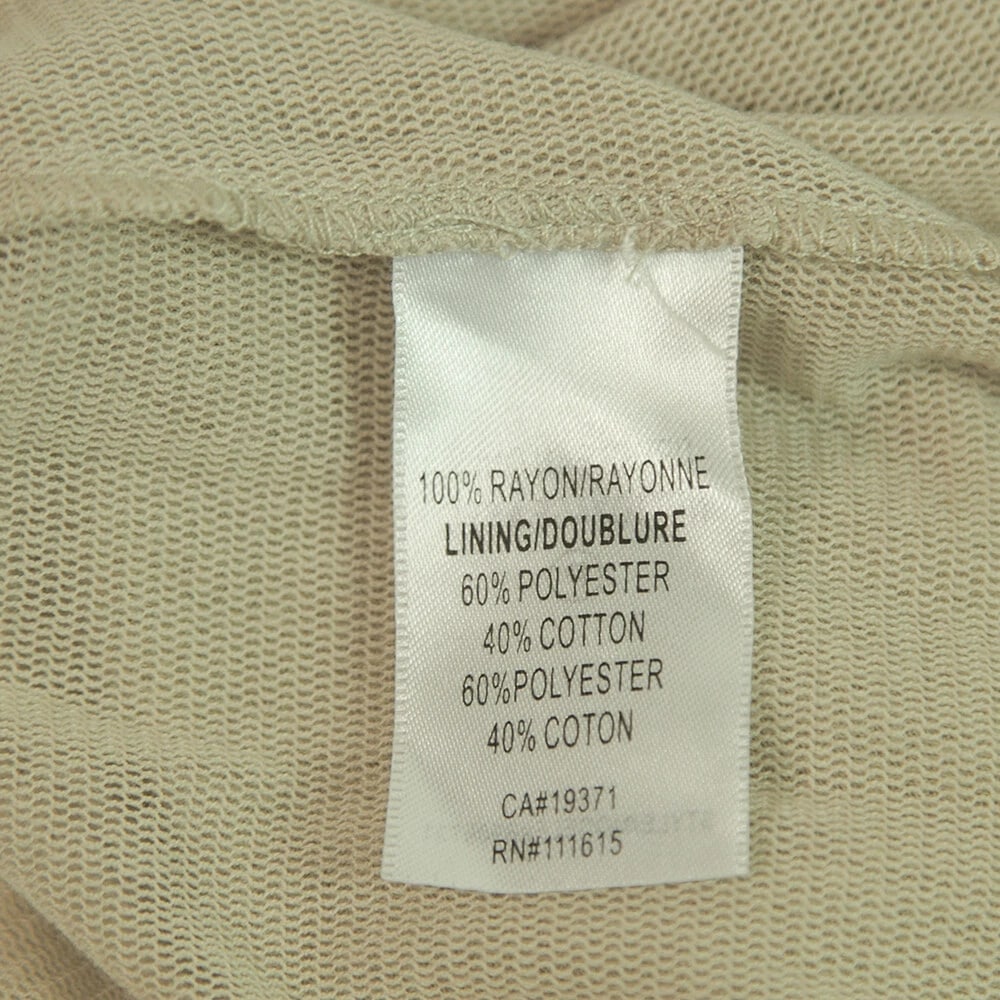 100% RAYON/RAYONNE
LINING/DOUBLURE
60% POLYESTER
40% COTTON
60%POLYESTER
40% COTON
CA#19371
RN#111615